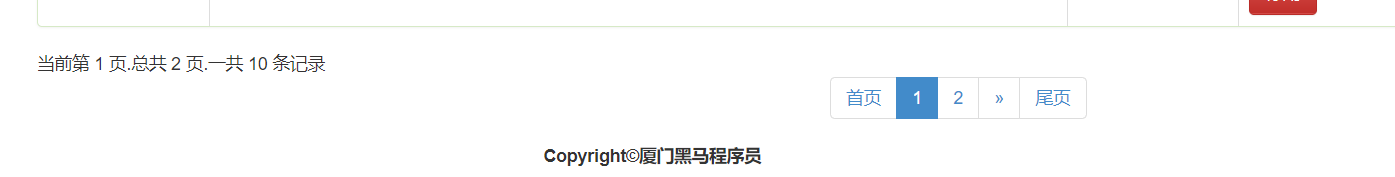 当前第 1 页.总共 2 页.一共 10 条记录
首页 1 2 » 尾页
Copyright©厦门黑马程序员